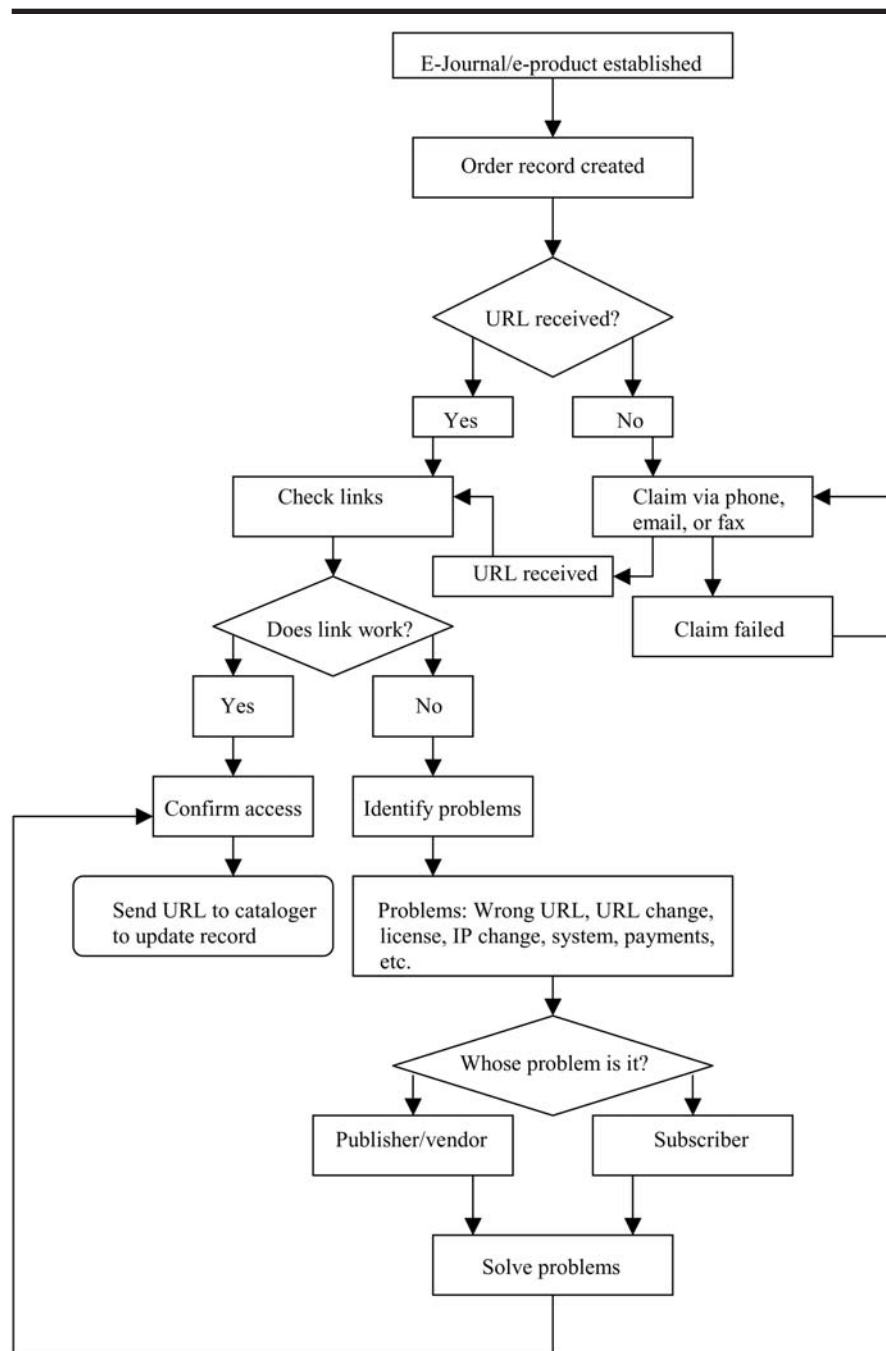 E-Journal/e-product established
Order record created
URL received?
Yes
No
Check links
Claim via phone,
email, or fax
URL received
Claim failed
Does link work?
Yes
No
Confirm access
Identify problems
Send URL to cataloger
to update record
Problems: Wrong URL, URL change,
license, IP change, system, payments,
etc.
Whose problem is it?
Publisher/vendor
Subscriber
Solve problems